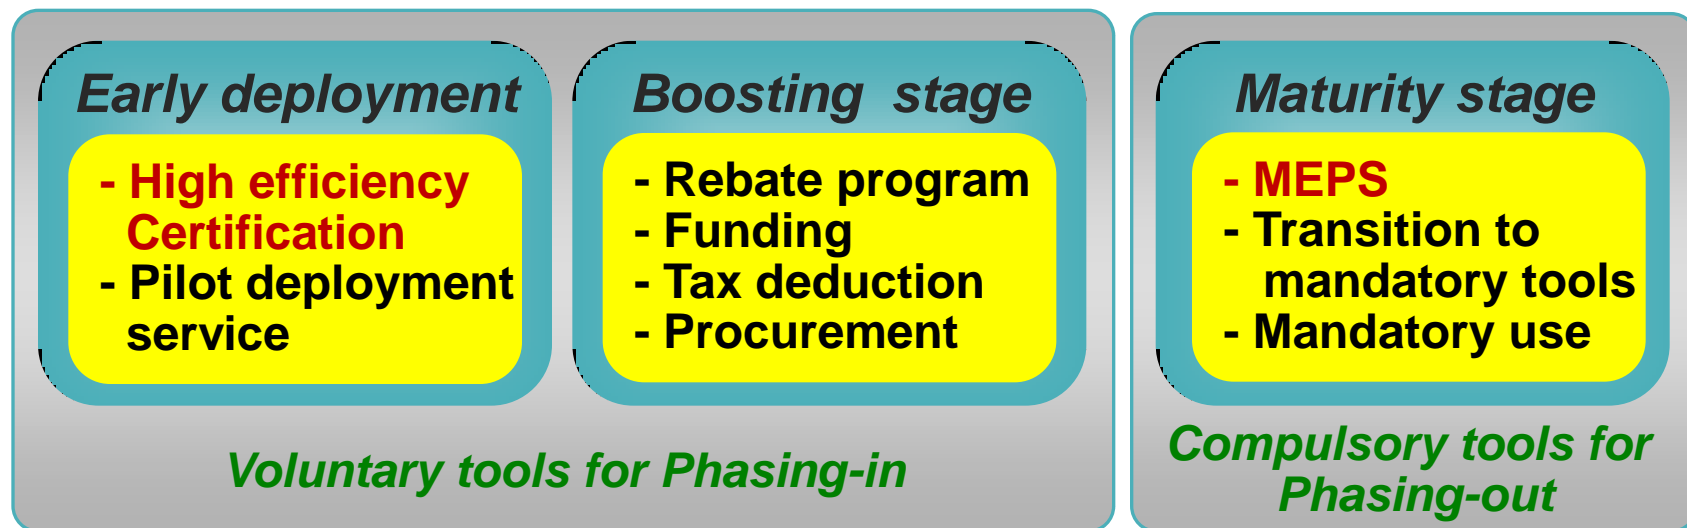 Early deployment
- High efficiency
Certification
- Pilot deployment
service
Boosting stage
- Rebate program
- Funding
- Tax deduction
- Procurement
Voluntary tools for Phasing-in
Maturity stage
- MEPS
- Transition to
mandatory tools
- Mandatory use
Compulsory tools for
Phasing-out